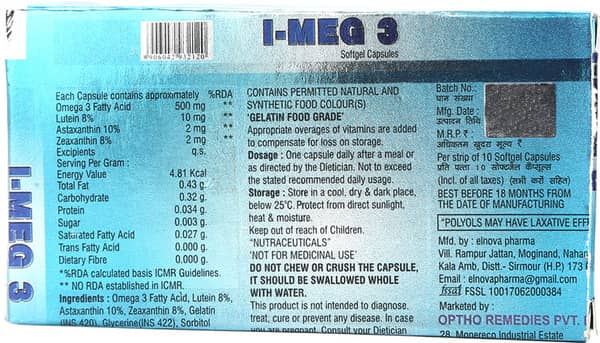 I-MEG 3
Softgel Capsules
8906047932120
I-MEG 3
Each Capsule contains approximately %RDA
Omega 3 Fatty Acid 500 mg **
Lutein 8% 10 mg **
Astaxanthin 10% 2 mg **
Zeaxanthin 8% 2 mg **
Excipients q.s.
Serving Per Gram :
Energy Value 4.81 Kcal
Total Fat 0.43 g.
Carbohydrate 0.32 g.
Protein 0.034 g.
Sugar 0.003 g.
Saturated Fatty Acid 0.027 g.
Trans Fatty Acid 0.000 g.
Dietary Fibre 0.000 g.
*%RDA calculated basis ICMR Guidelines.
** NO RDA established in ICMR.
Ingredients : Omega 3 Fatty Acid, Lutein 8%,
Astaxanthin 10%, Zeaxanthin 8%, Gelatin
(INS 420), Glycerine(INS 422), Sorbitol
CONTAINS PERMITTED NATURAL AND
SYNTHETIC FOOD COLOUR(S)
'GELATIN FOOD GRADE'
Appropriate overages of vitamins are added
to compensate for loss on storage.
Dosage : One capsule daily after a meal or
as directed by the Dietician. Not to exceed
the stated recommended daily usage.
Storage : Store in a cool, dry & dark place,
below 25°C. Protect from direct sunlight,
heat & moisture.
Keep out of reach of Children.
"NUTRACEUTICALS"
'NOT FOR MEDICINAL USE'
DO NOT CHEW OR CRUSH THE CAPSULE,
IT SHOULD BE SWALLOWED WHOLE
WITH WATER.
This product is not intended to diagnose,
treat, cure or prevent any disease. In case
you are pregnant. Consult your Dietician
Batch No.:
घान संख्या
Mfg. Date :
उत्पादन तिथि
M.R.P ₹ :
अधिकतम खुदरा मूल्य ₹
Per strip of 10 Softgel Capsules
प्रति पत्ता 10 सोफ्टजेल कैप्सूल्स
(Incl. of all taxes) (सभी करों सहित)
BEST BEFORE 18 MONTHS FROM
THE DATE OF MANUFACTURING
"POLYOLS MAY HAVE LAXATIVE EFF
Mfd. by : elnova pharma
Vill. Rampur Jattan, Moginand, Nahan
Kala Amb, Distt.- Sirmour (H.P.) 173
Email : elnovapharma@gmail.com
FSSL 10017062000384
Marketed by :
OPTHO REMEDIES PVT.
28, Monereco Industrial Estate